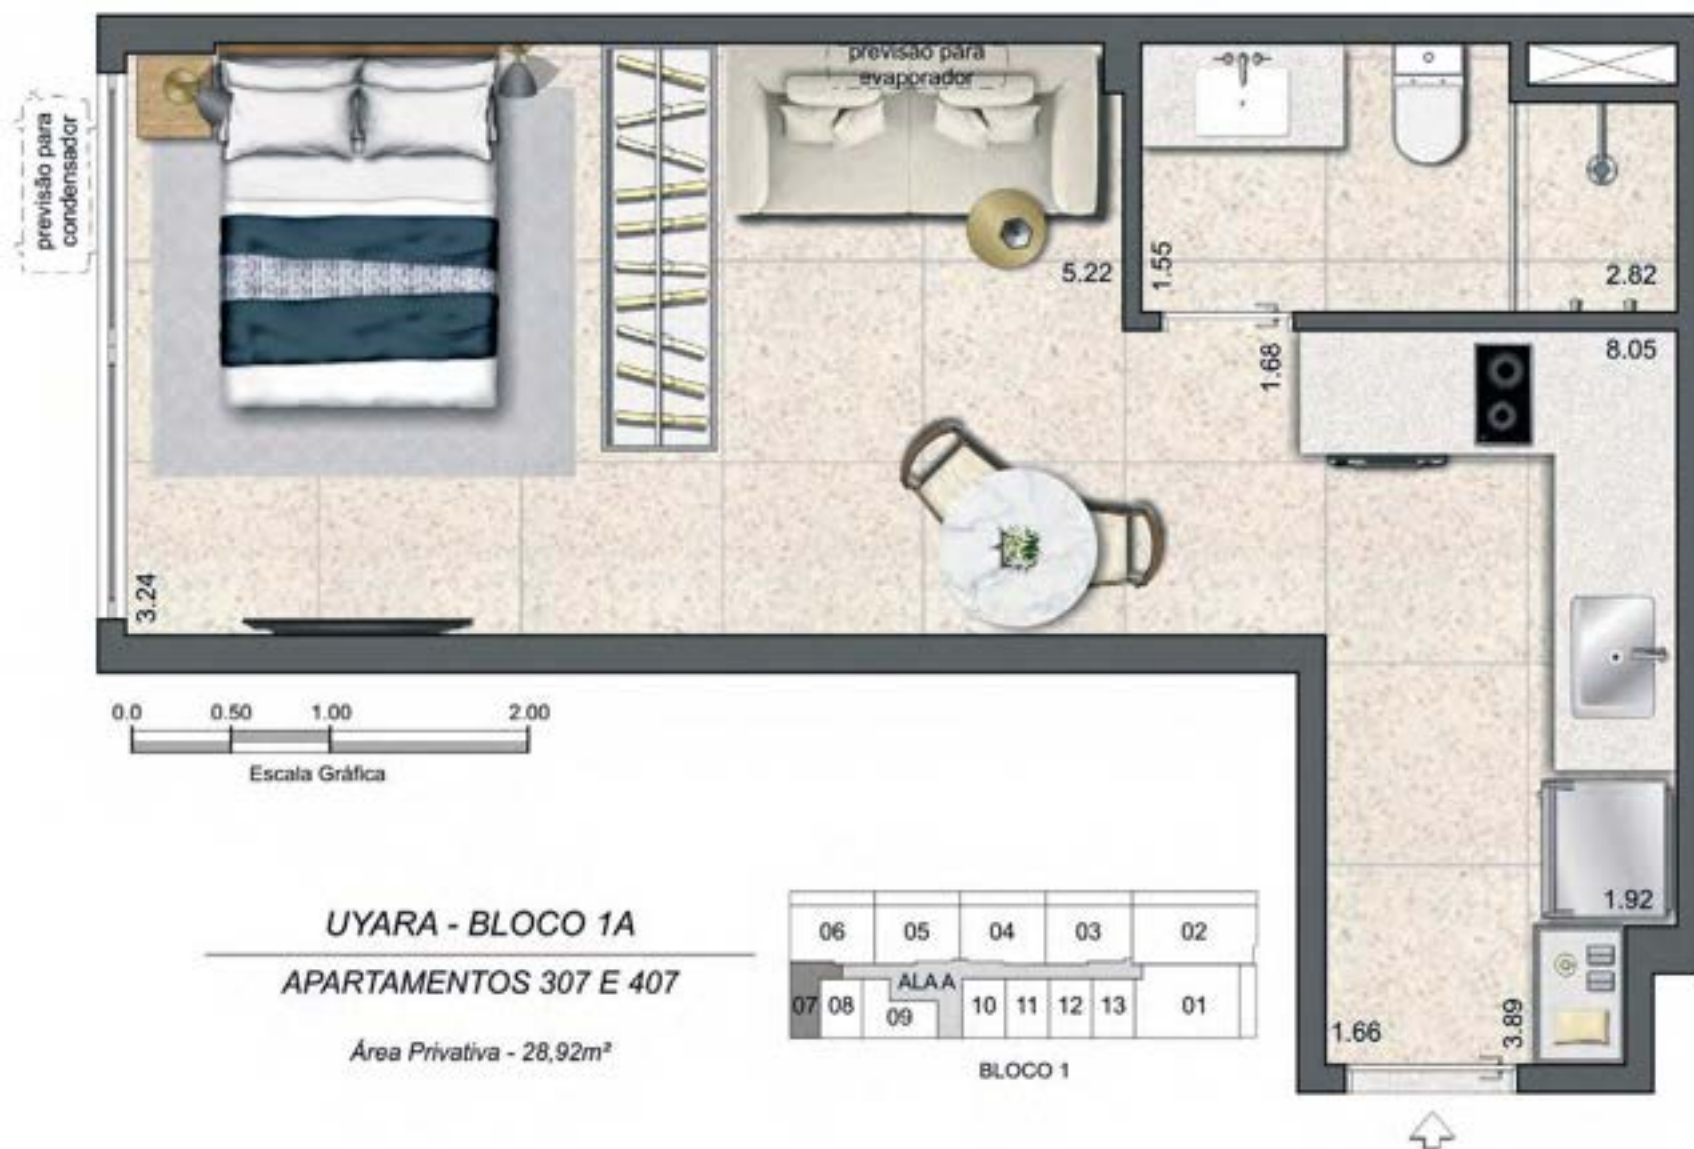 previsão para
evaporador
previsão para
condensador
5.22
1.55
2.82
1.68
8.05
3.24
0.0 0.50 1.00 2.00
Escala Gráfica
1.92
3.89
1.66
UYARA - BLOCO 1A
APARTAMENTOS 307 E 407
Área Privativa - 28,92m²
06 05 04 03 02
ALA A
07 08 09 10 11 12 13 01
BLOCO 1